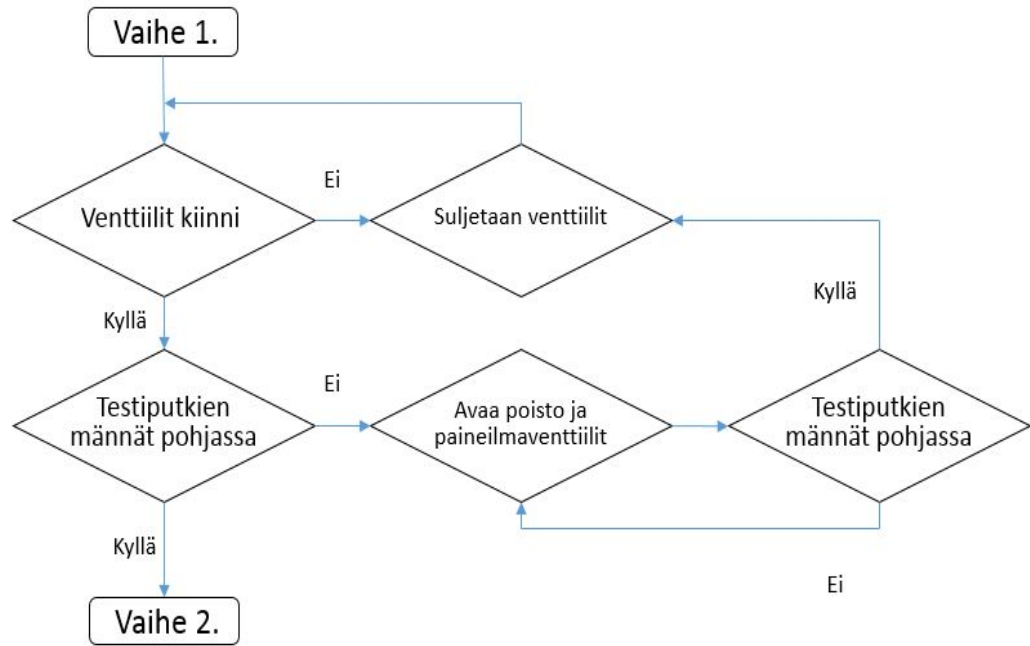 Vaihe 1.
Ei
Venttiilit kiinni
Suljetaan venttiilit
Kyllä
Kyllä
Ei
Testiputkien
männät pohjassa
Avaa poisto ja
paineilmaventtiilit
Testiputkien
männät pohjassa
Kyllä
Ei
Vaihe 2.